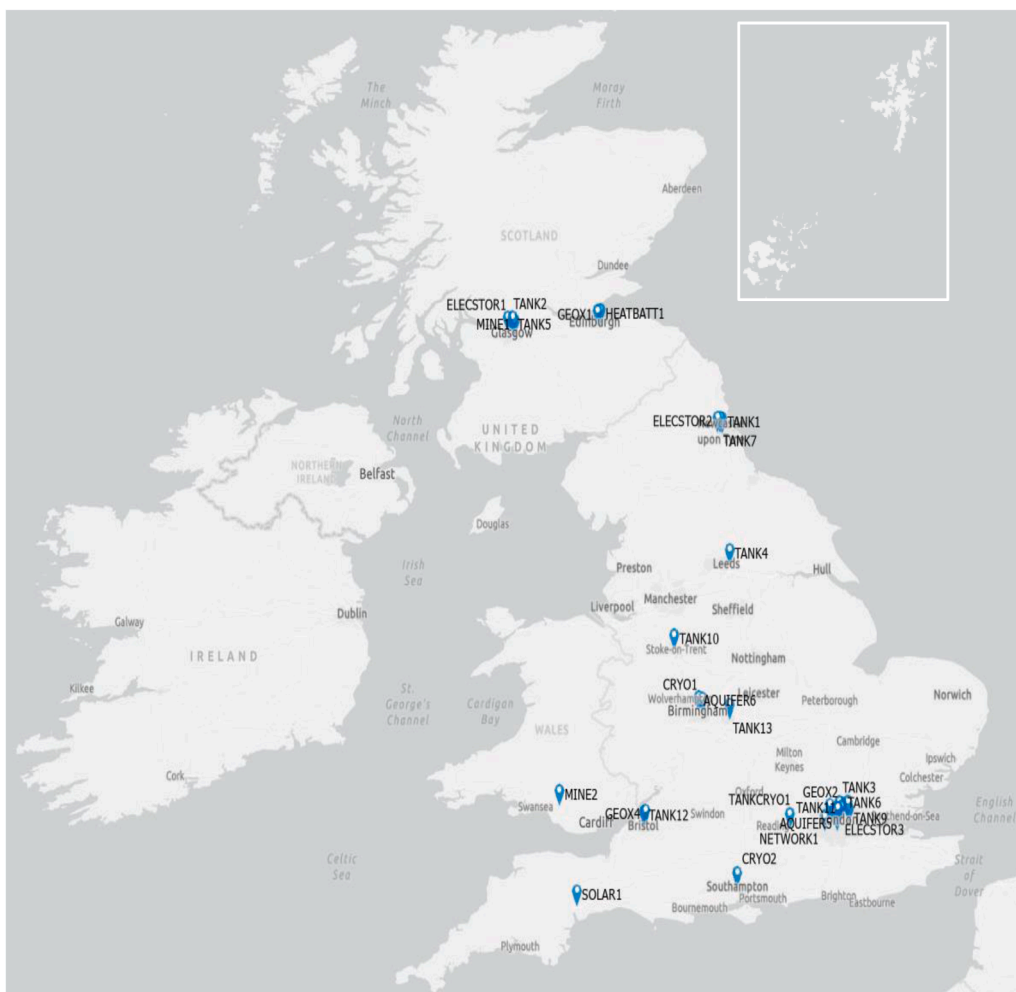 The
Minch
Moray
Firth
Aberdeen
SCOTLAND
Dundee
ELECSTOR1
TANK2
GEOX1
HEATBATT1
MINE1
TANK5
Edinburgh
Glasgow
North
Channel
UNITED
KINGDOM
ELECSTOR2
TANK1
upon
TANK7
NORTHERN
IRELAND
Belfast
Douglas
Irish
Sea
TANK4
Leeds
Preston
Hull
Manchester
Liverpool
Sheffield
Dublin
Galway
IRELAND
TANK10
Stoke-on-Trent
Nottingham
Kilkee
St.
George's
Channel
Cardigan
Bay
CRYO1
Leicester
AQUIFER6
Birmingham
Peterborough
Norwich
WALES
TANK13
Cambridge
Milton
Keynes
Ipswich
Cork
Colchester
MINE2
Swansea
Oxford
GEOX2
TANK3
TANKCRYO1
TANK11
TANK6
English
Channel
GEOX4
TANK12
Cardiff
Bristol
Swindon
AQUIFER5
TANK9
NETWORK1
ELECSTOR3
Celtic
Sea
CRYO2
Strait
of
Dover
Southampton
SOLAR1
Portsmouth
Brighton
Eastbourne
Bournemouth
Plymouth